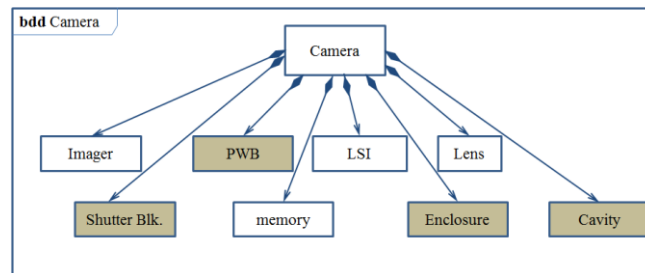 bdd Camera
Camera
Imager
PWB
LSI
Lens
Shutter Blk.
memory
Enclosure
Cavity